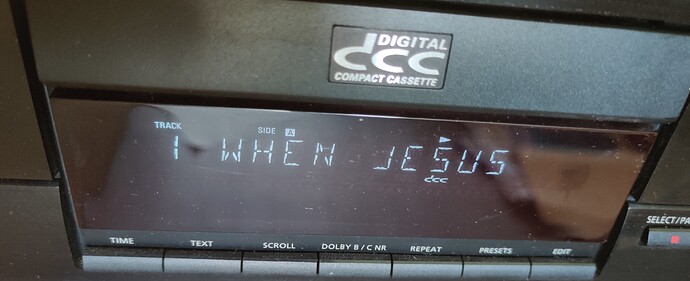 DIGITAL
dcc
COMPACT CASSETTE
TRACK SIDE A
1 WHEN JESUS
dcc
TIME TEXT SCROLL DOLBY B / C NR REPEAT PRESETS EDIT
SELECT/PA